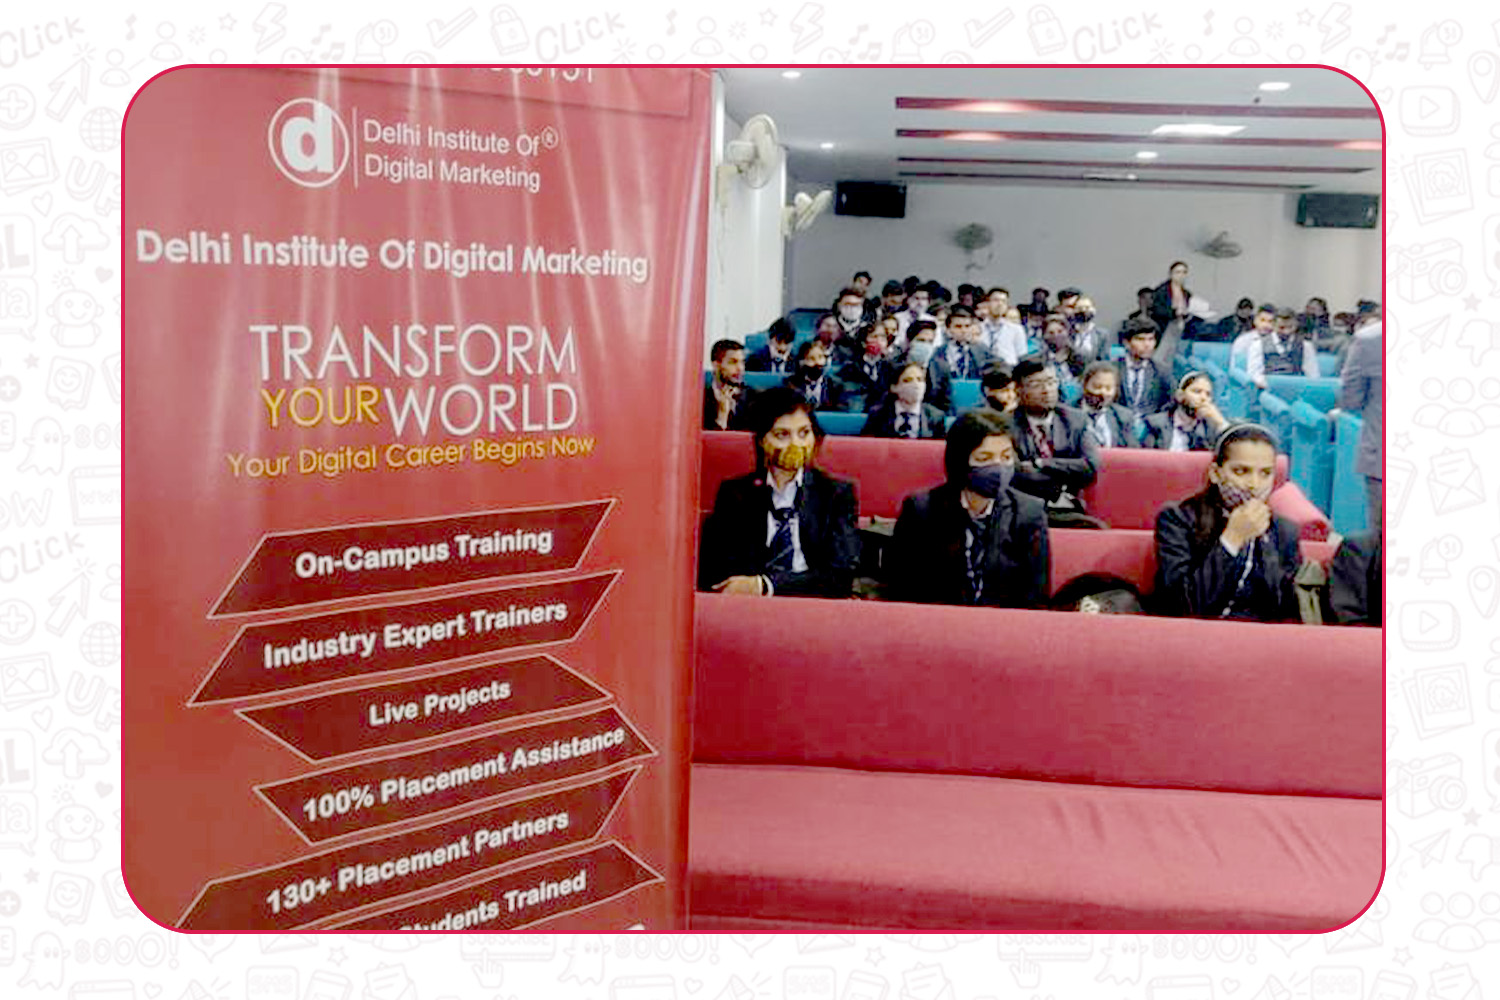 Delhi Institute Of®
Digital Marketing
Delhi Institute Of Digital Marketing
TRANSFORM
YOUR WORLD
Your Digital Career Begins Now
On-Campus Training
Industry Expert Trainers
Live Projects
100% Placement Assistance
130+ Placement Partners
Students Trained